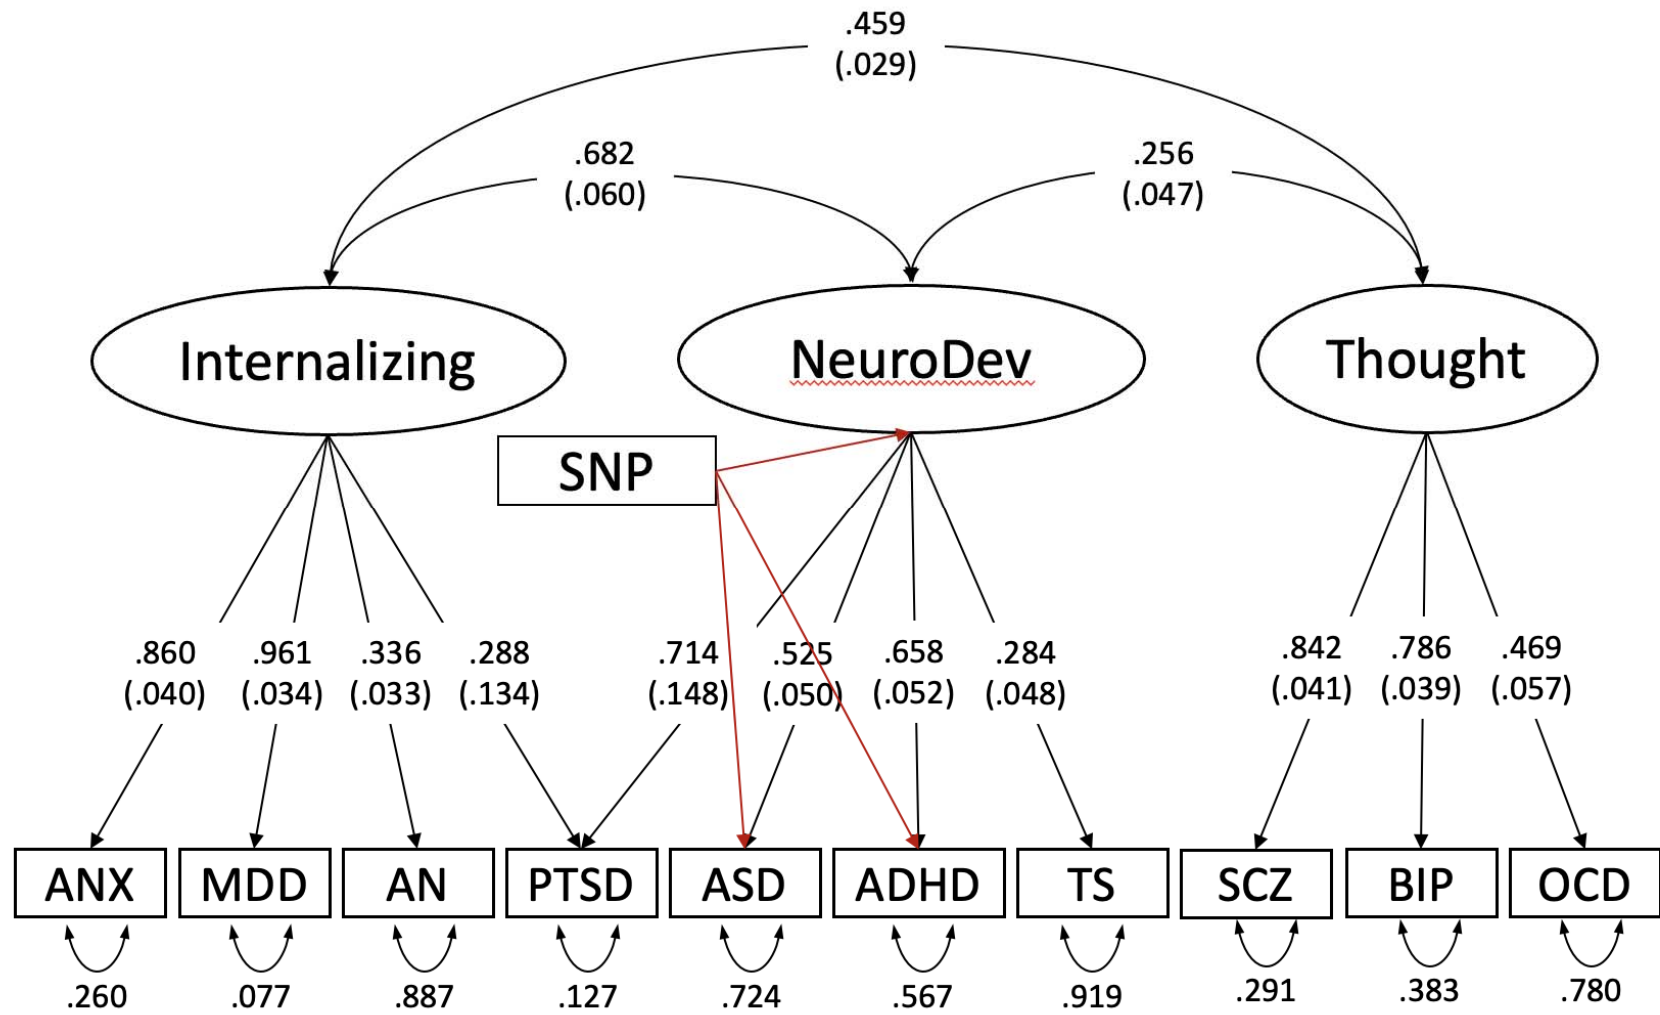 .459
(.029)
.682
(.060)
.256
(.047)
Internalizing
NeuroDev
Thought
SNP
.860 .961 .336 .288 .714 .525 .658 .284 .842 .786 .469
(.040) (.034) (.033) (.134) (.148) (.050) (.052) (.048) (.041) (.039) (.057)
ANX MDD AN PTSD ASD ADHD TS SCZ BIP OCD
.260 .077 .887 .127 .724 .567 .919 .291 .383 .780